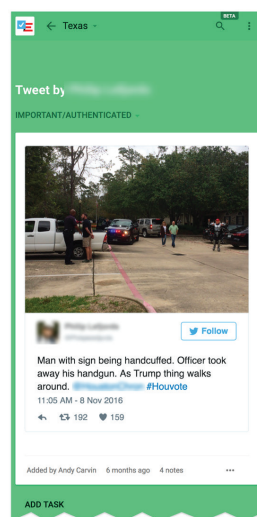 Texas
BETA
Tweet by
IMPORTANT/AUTHENTICATED
Follow
Man with sign being handcuffed. Officer took
away his handgun. As Trump thing walks
around. #Houvote
11:05 AM - 8 Nov 2016
192 159
Added by Andy Carvin 6 months ago 4 notes
ADD TASK